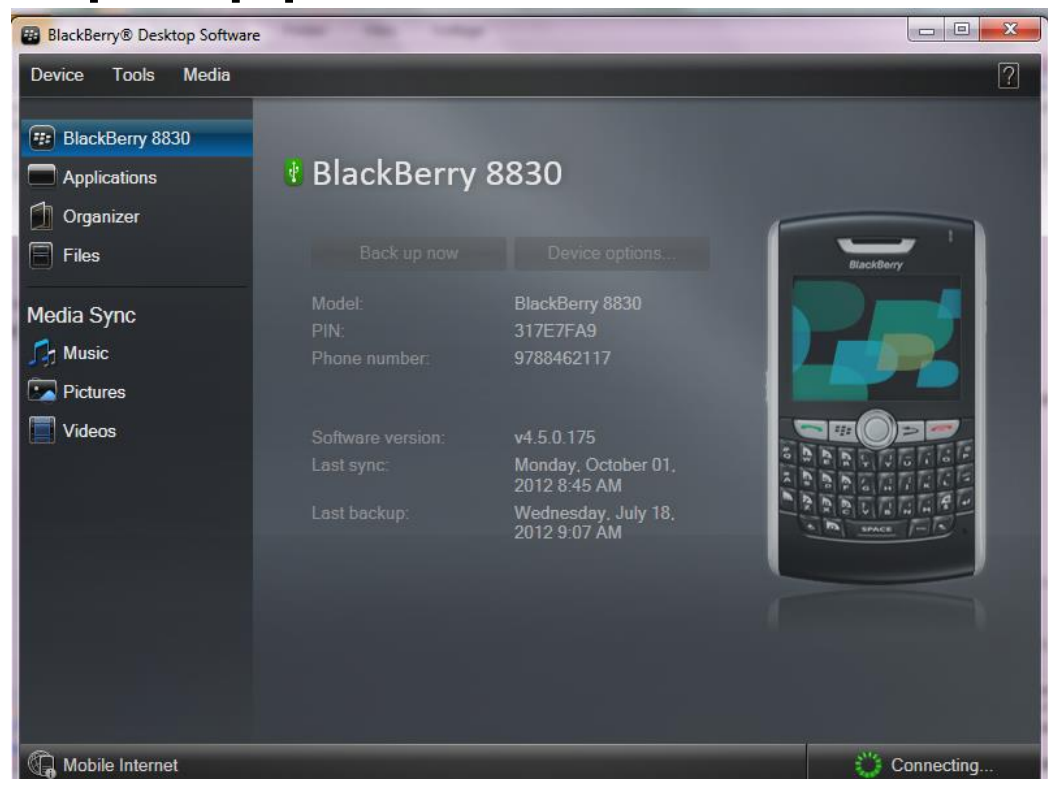 BlackBerry® Desktop Software
Device Tools Media
?
BlackBerry 8830
Applications
Organizer
Files
Media Sync
Music
Pictures
Videos
BlackBerry 8830
Back up now Device options...
Model: BlackBerry 8830
PIN: 317E7FA9
Phone number: 9788462117
Software version: v4.5.0.175
Last sync: Monday, October 01,
2012 8:45 AM
Last backup: Wednesday, July 18,
2012 9:07 AM
BlackBerry
SPACE
Mobile Internet
Connecting...